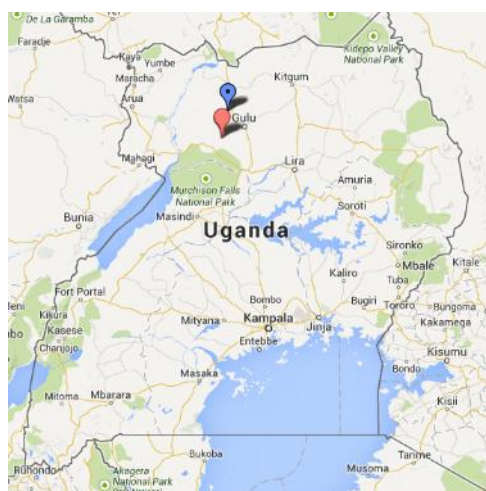 De La Garamba
Faradje
Kaya
Yumbe
Kidepo Valley
National Park
Maracha
Kitgum
Watsa
Arua
Gulu
Mahagi
Lira
Murchison Falls
National Park
Amuria
Bunia
Masindi
Soroti
Uganda
Sironko
Mbale
Kitale
Kaliro
Tuba
Fort Portal
Bombo
Bugiri
Tororo
Bungoma
Beni
Kikura
Mityana
Kampala
Jinja
Kakamega
Kasese
Entebbe
Chanjojo
Kisumu
Masaka
Bondo
Mitoma
Mbarara
Kisii
Bukoba
Tarime
Ruhondo
Akagera
National Park
Musoma